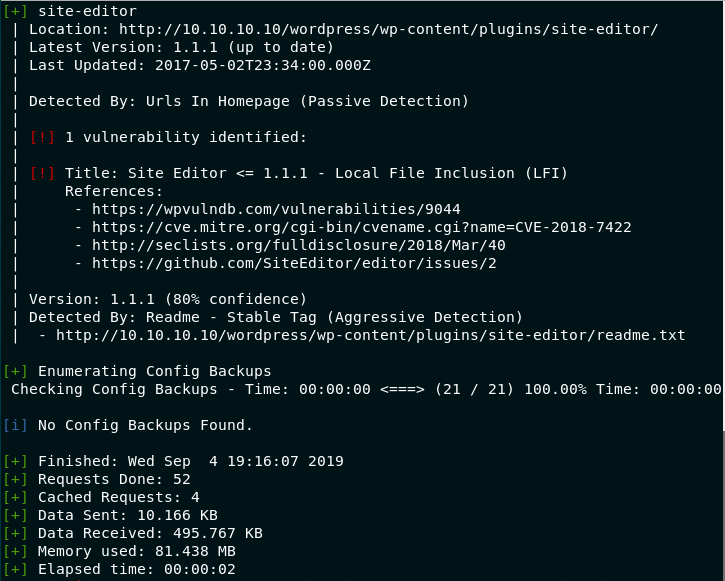 [+] site-editor
 | Location: http://10.10.10.10/wordpress/wp-content/plugins/site-editor/
 | Latest Version: 1.1.1 (up to date)
 | Last Updated: 2017-05-02T23:34:00.000Z
 |
 | Detected By: Urls In Homepage (Passive Detection)
 |
 | [!] 1 vulnerability identified:
 |
 | [!] Title: Site Editor <= 1.1.1 - Local File Inclusion (LFI)
 |     References:
 |      - https://wpvulndb.com/vulnerabilities/9044
 |      - https://cve.mitre.org/cgi-bin/cvename.cgi?name=CVE-2018-7422
 |      - http://seclists.org/fulldisclosure/2018/Mar/40
 |      - https://github.com/SiteEditor/editor/issues/2
 |
 | Version: 1.1.1 (80% confidence)
 | Detected By: Readme - Stable Tag (Aggressive Detection)
 |  - http://10.10.10.10/wordpress/wp-content/plugins/site-editor/readme.txt

[+] Enumerating Config Backups
 Checking Config Backups - Time: 00:00:00 <===> (21 / 21) 100.00% Time: 00:00:00

[i] No Config Backups Found.

[+] Finished: Wed Sep  4 19:16:07 2019
[+] Requests Done: 52
[+] Cached Requests: 4
[+] Data Sent: 10.166 KB
[+] Data Received: 495.767 KB
[+] Memory used: 81.438 MB
[+] Elapsed time: 00:00:02